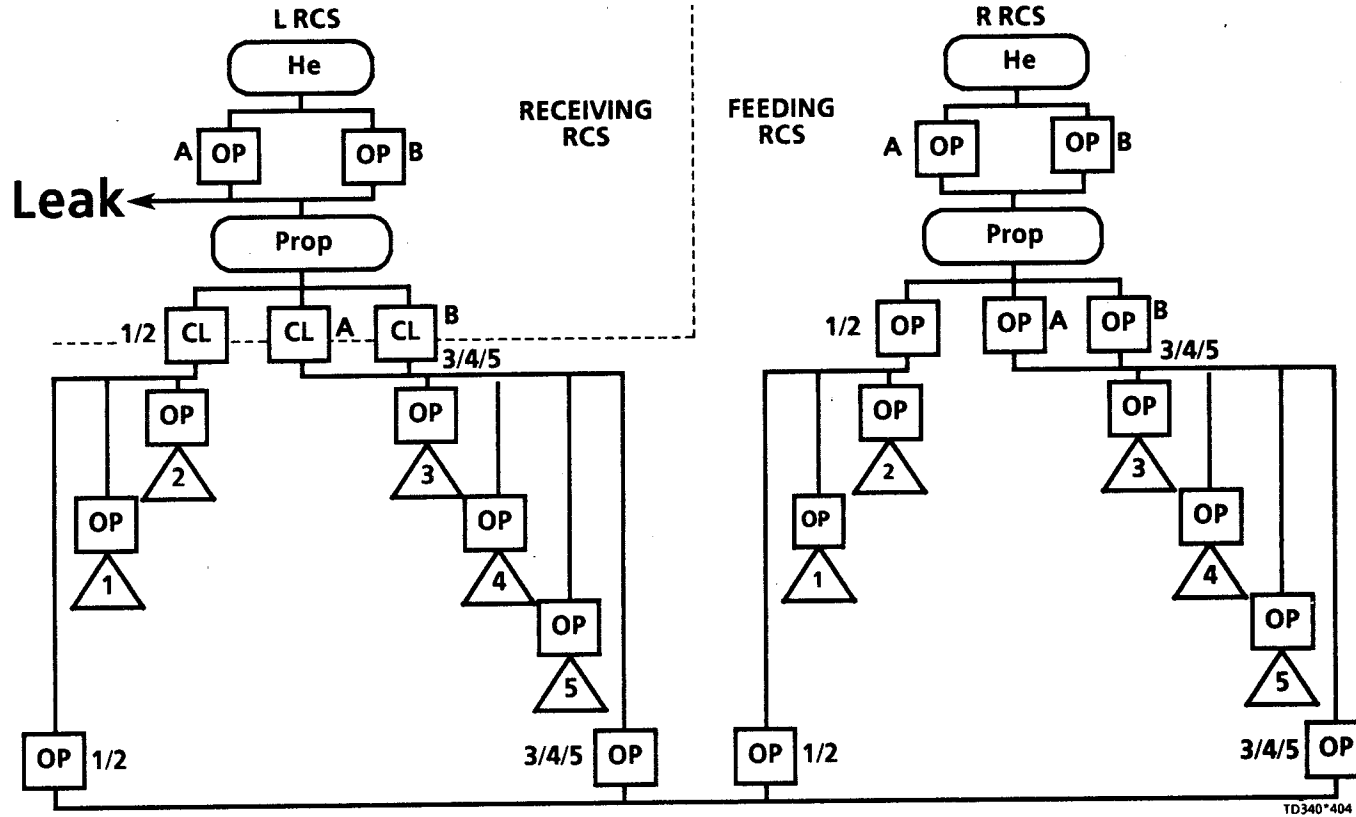 L RCS
He
A
OP
OP
B
Leak
Prop
RECEIVING
RCS
1/2
CL
CL
A
CL
B
3/4/5
OP
2
OP
1
OP
3
OP
4
OP
5
OP
1/2
3/4/5
OP
R RCS
He
FEEDING
RCS
A
OP
OP
B
Prop
1/2
OP
OP
A
OP
B
3/4/5
OP
2
OP
1
OP
3
OP
4
OP
5
OP
1/2
3/4/5
OP
TD340*404